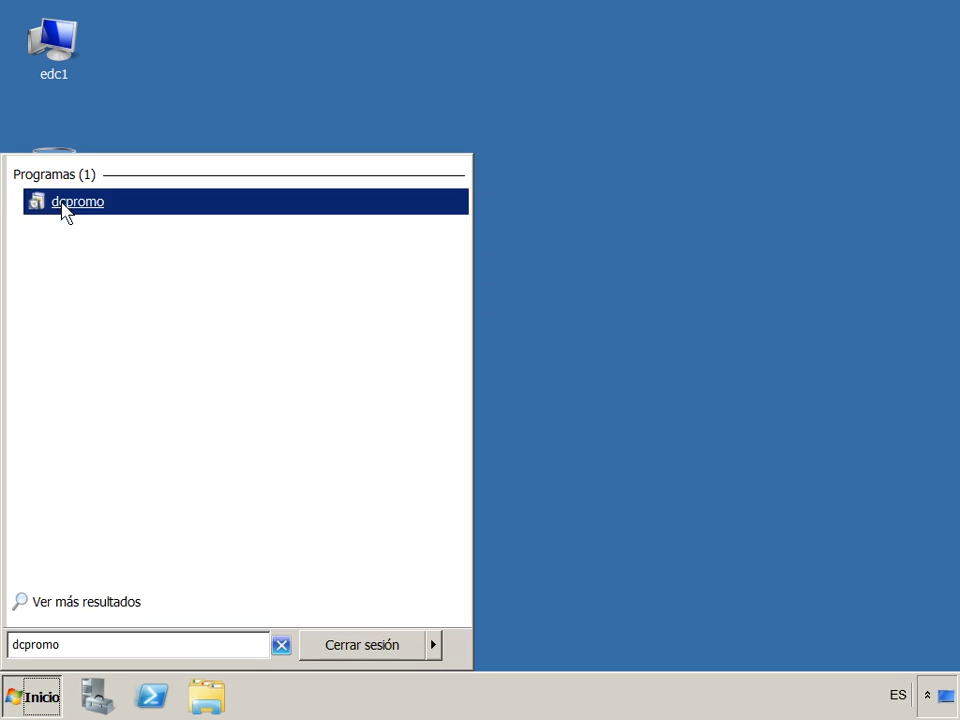 edc1
Programas (1)
dcpromo
Ver más resultados
dcpromo
Cerrar sesión
Inicio
ES